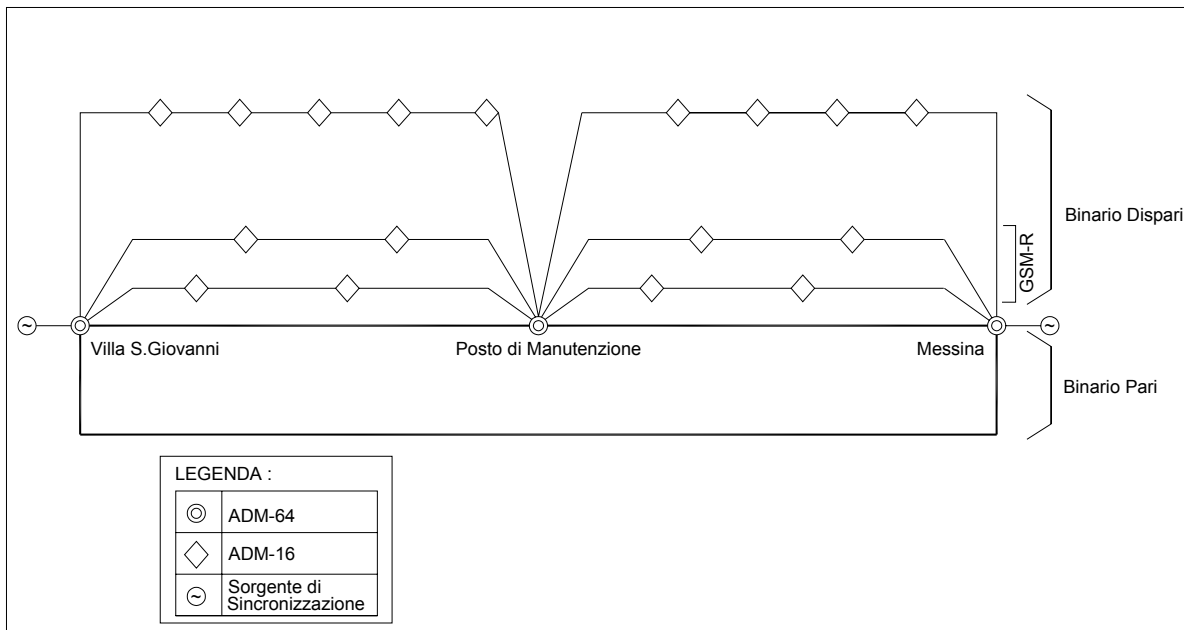 Binario Dispari
GSM-R
Villa S.Giovanni
Posto di Manutenzione
Messina
Binario Pari
LEGENDA :
ADM-64
ADM-16
Sorgente di
Sincronizzazione